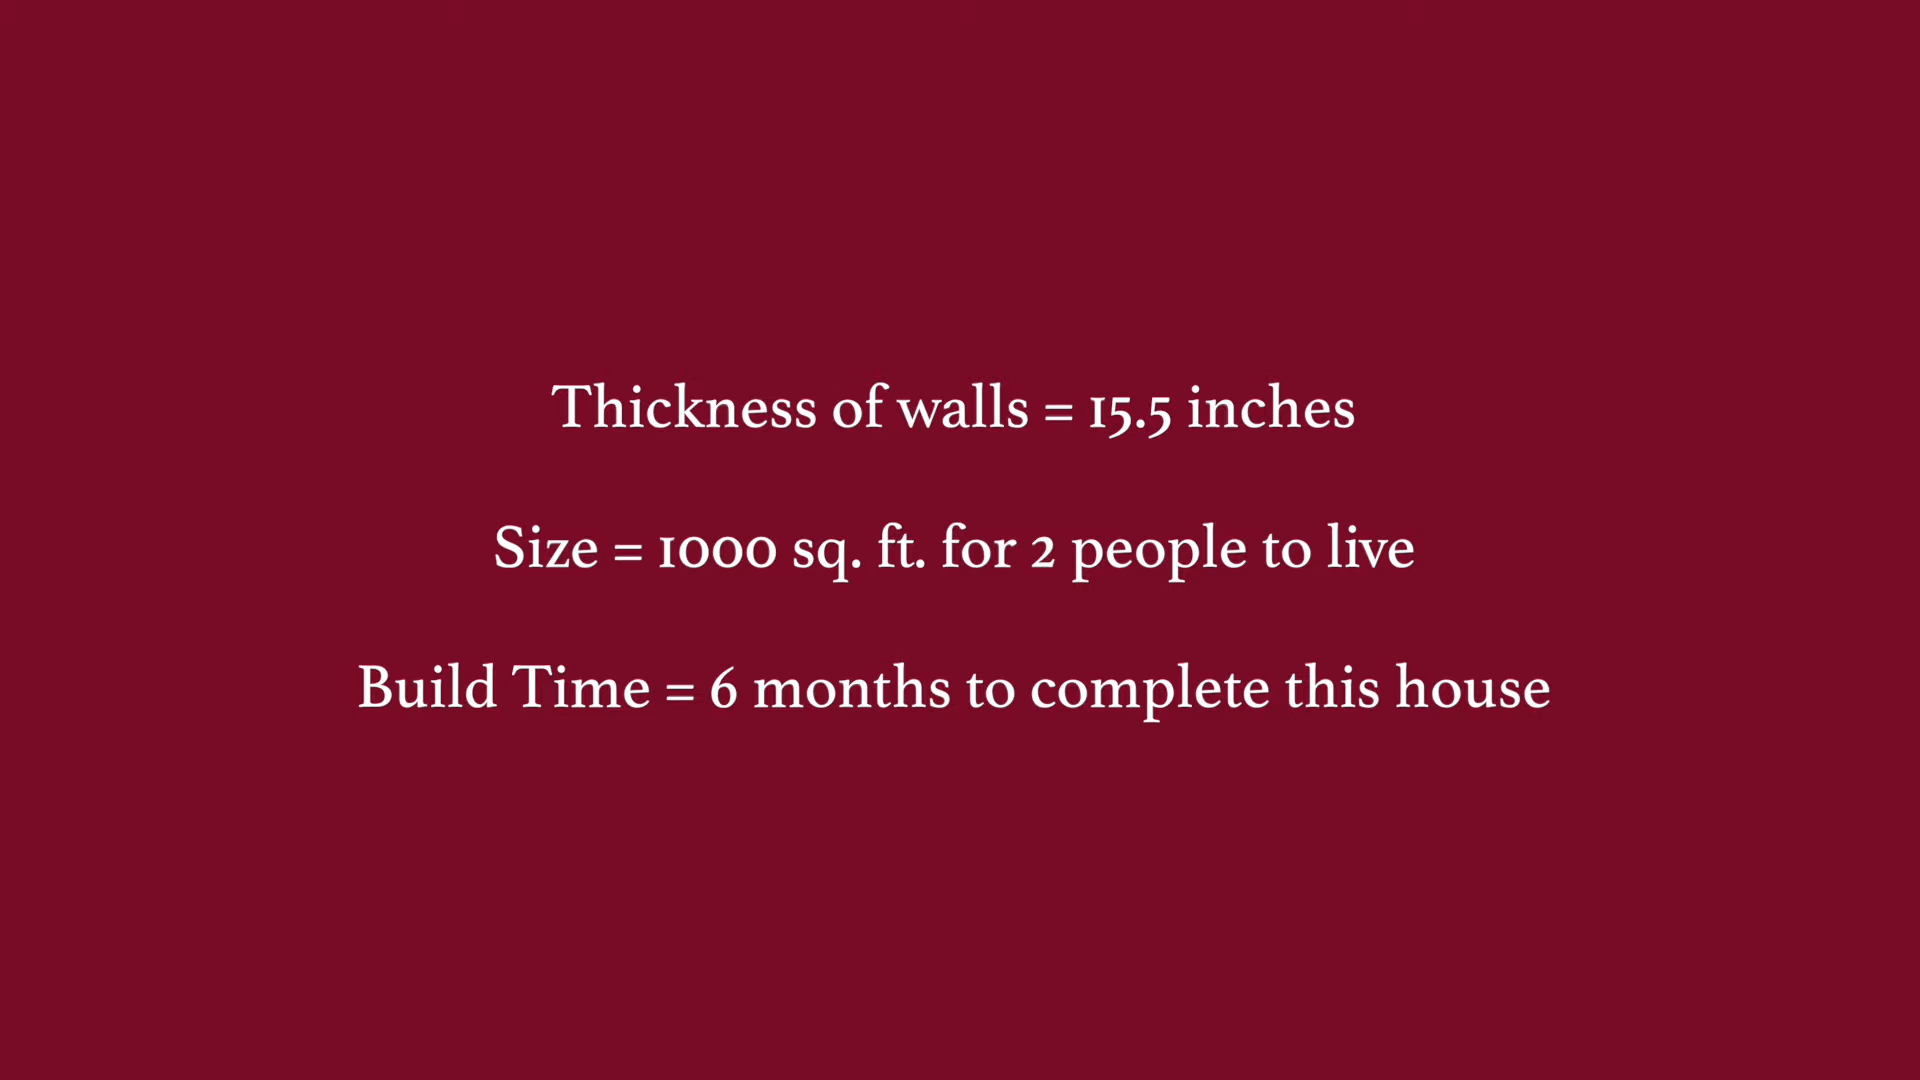 Thickness of walls = 15.5 inches
Size = 1000 sq. ft. for 2 people to live
Build Time = 6 months to complete this house